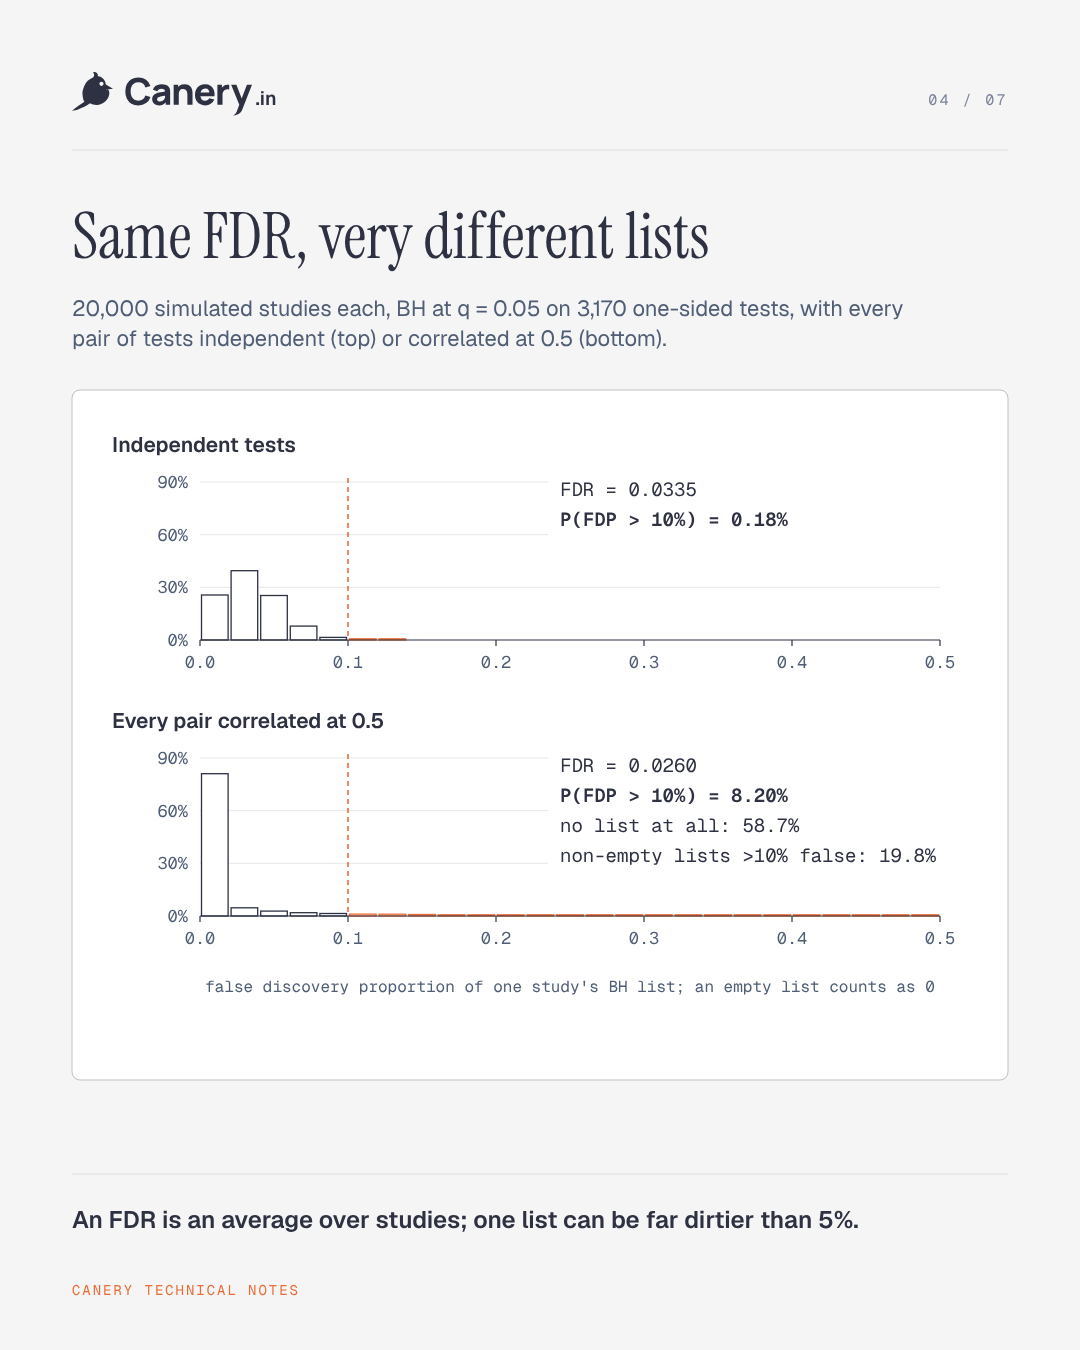 Canery.in
04 / 07
Same FDR, very different lists
20,000 simulated studies each, BH at q = 0.05 on 3,170 one-sided tests, with every
pair of tests independent (top) or correlated at 0.5 (bottom).
Independent tests
90%
60%
30%
0%
FDR = 0.0335
P(FDP > 10%) = 0.18%
0.0 0.1 0.2 0.3 0.4 0.5
Every pair correlated at 0.5
90%
60%
30%
0%
FDR = 0.0260
P(FDP > 10%) = 8.20%
no list at all: 58.7%
non-empty lists >10% false: 19.8%
0.0 0.1 0.2 0.3 0.4 0.5
false discovery proportion of one study's BH list; an empty list counts as 0
An FDR is an average over studies; one list can be far dirtier than 5%.
CANERY TECHNICAL NOTES